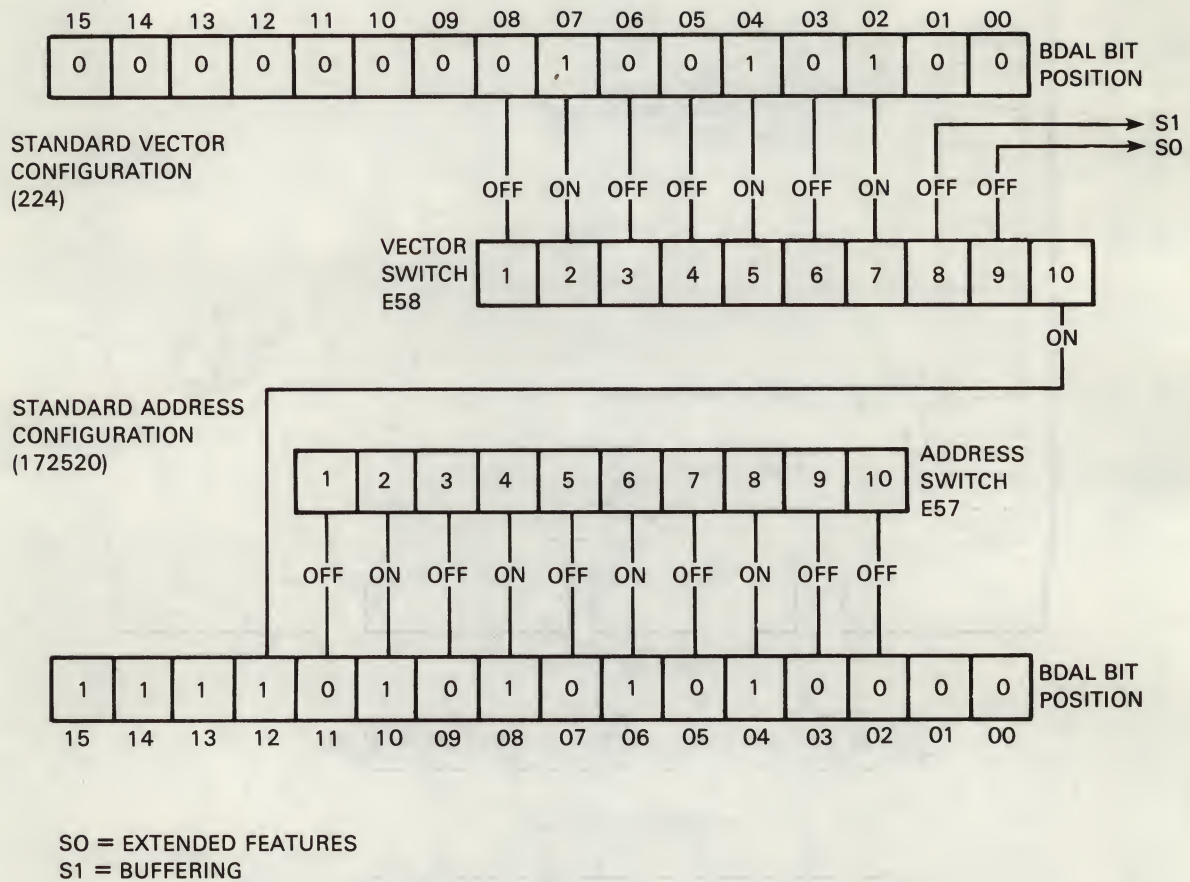 15 14 13 12 11 10 09 08 07 06 05 04 03 02 01 00
0 0 0 0 0 0 0 0 1 0 0 1 0 1 0 0
BDAL BIT
POSITION
STANDARD VECTOR
CONFIGURATION
(224)
S1
S0
OFF ON OFF OFF ON OFF ON OFF OFF
VECTOR
SWITCH
E58
1 2 3 4 5 6 7 8 9 10
ON
STANDARD ADDRESS
CONFIGURATION
(172520)
1 2 3 4 5 6 7 8 9 10
ADDRESS
SWITCH
E57
OFF ON OFF ON OFF ON OFF ON OFF OFF
1 1 1 1 0 1 0 1 0 1 0 1 0 0 0 0
BDAL BIT
POSITION
15 14 13 12 11 10 09 08 07 06 05 04 03 02 01 00
S0 = EXTENDED FEATURES
S1 = BUFFERING